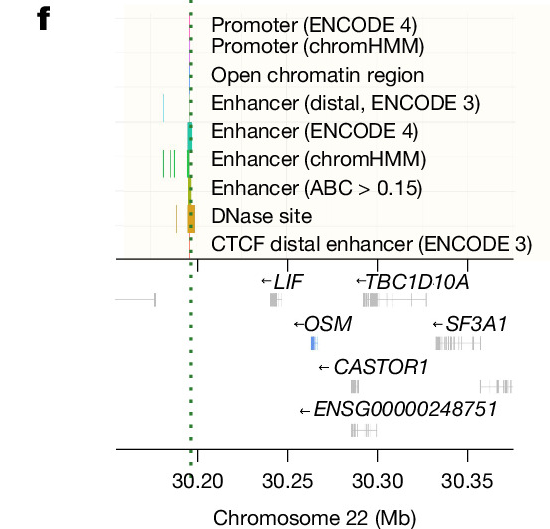 f
Promoter (ENCODE 4)
Promoter (chromHMM)
Open chromatin region
Enhancer (distal, ENCODE 3)
Enhancer (ENCODE 4)
Enhancer (chromHMM)
Enhancer (ABC > 0.15)
DNase site
CTCF distal enhancer (ENCODE 3)
←LIF ←TBC1D10A
←OSM ←SF3A1
← CASTOR1
← ENSG00000248751
30.20 30.25 30.30 30.35
Chromosome 22 (Mb)